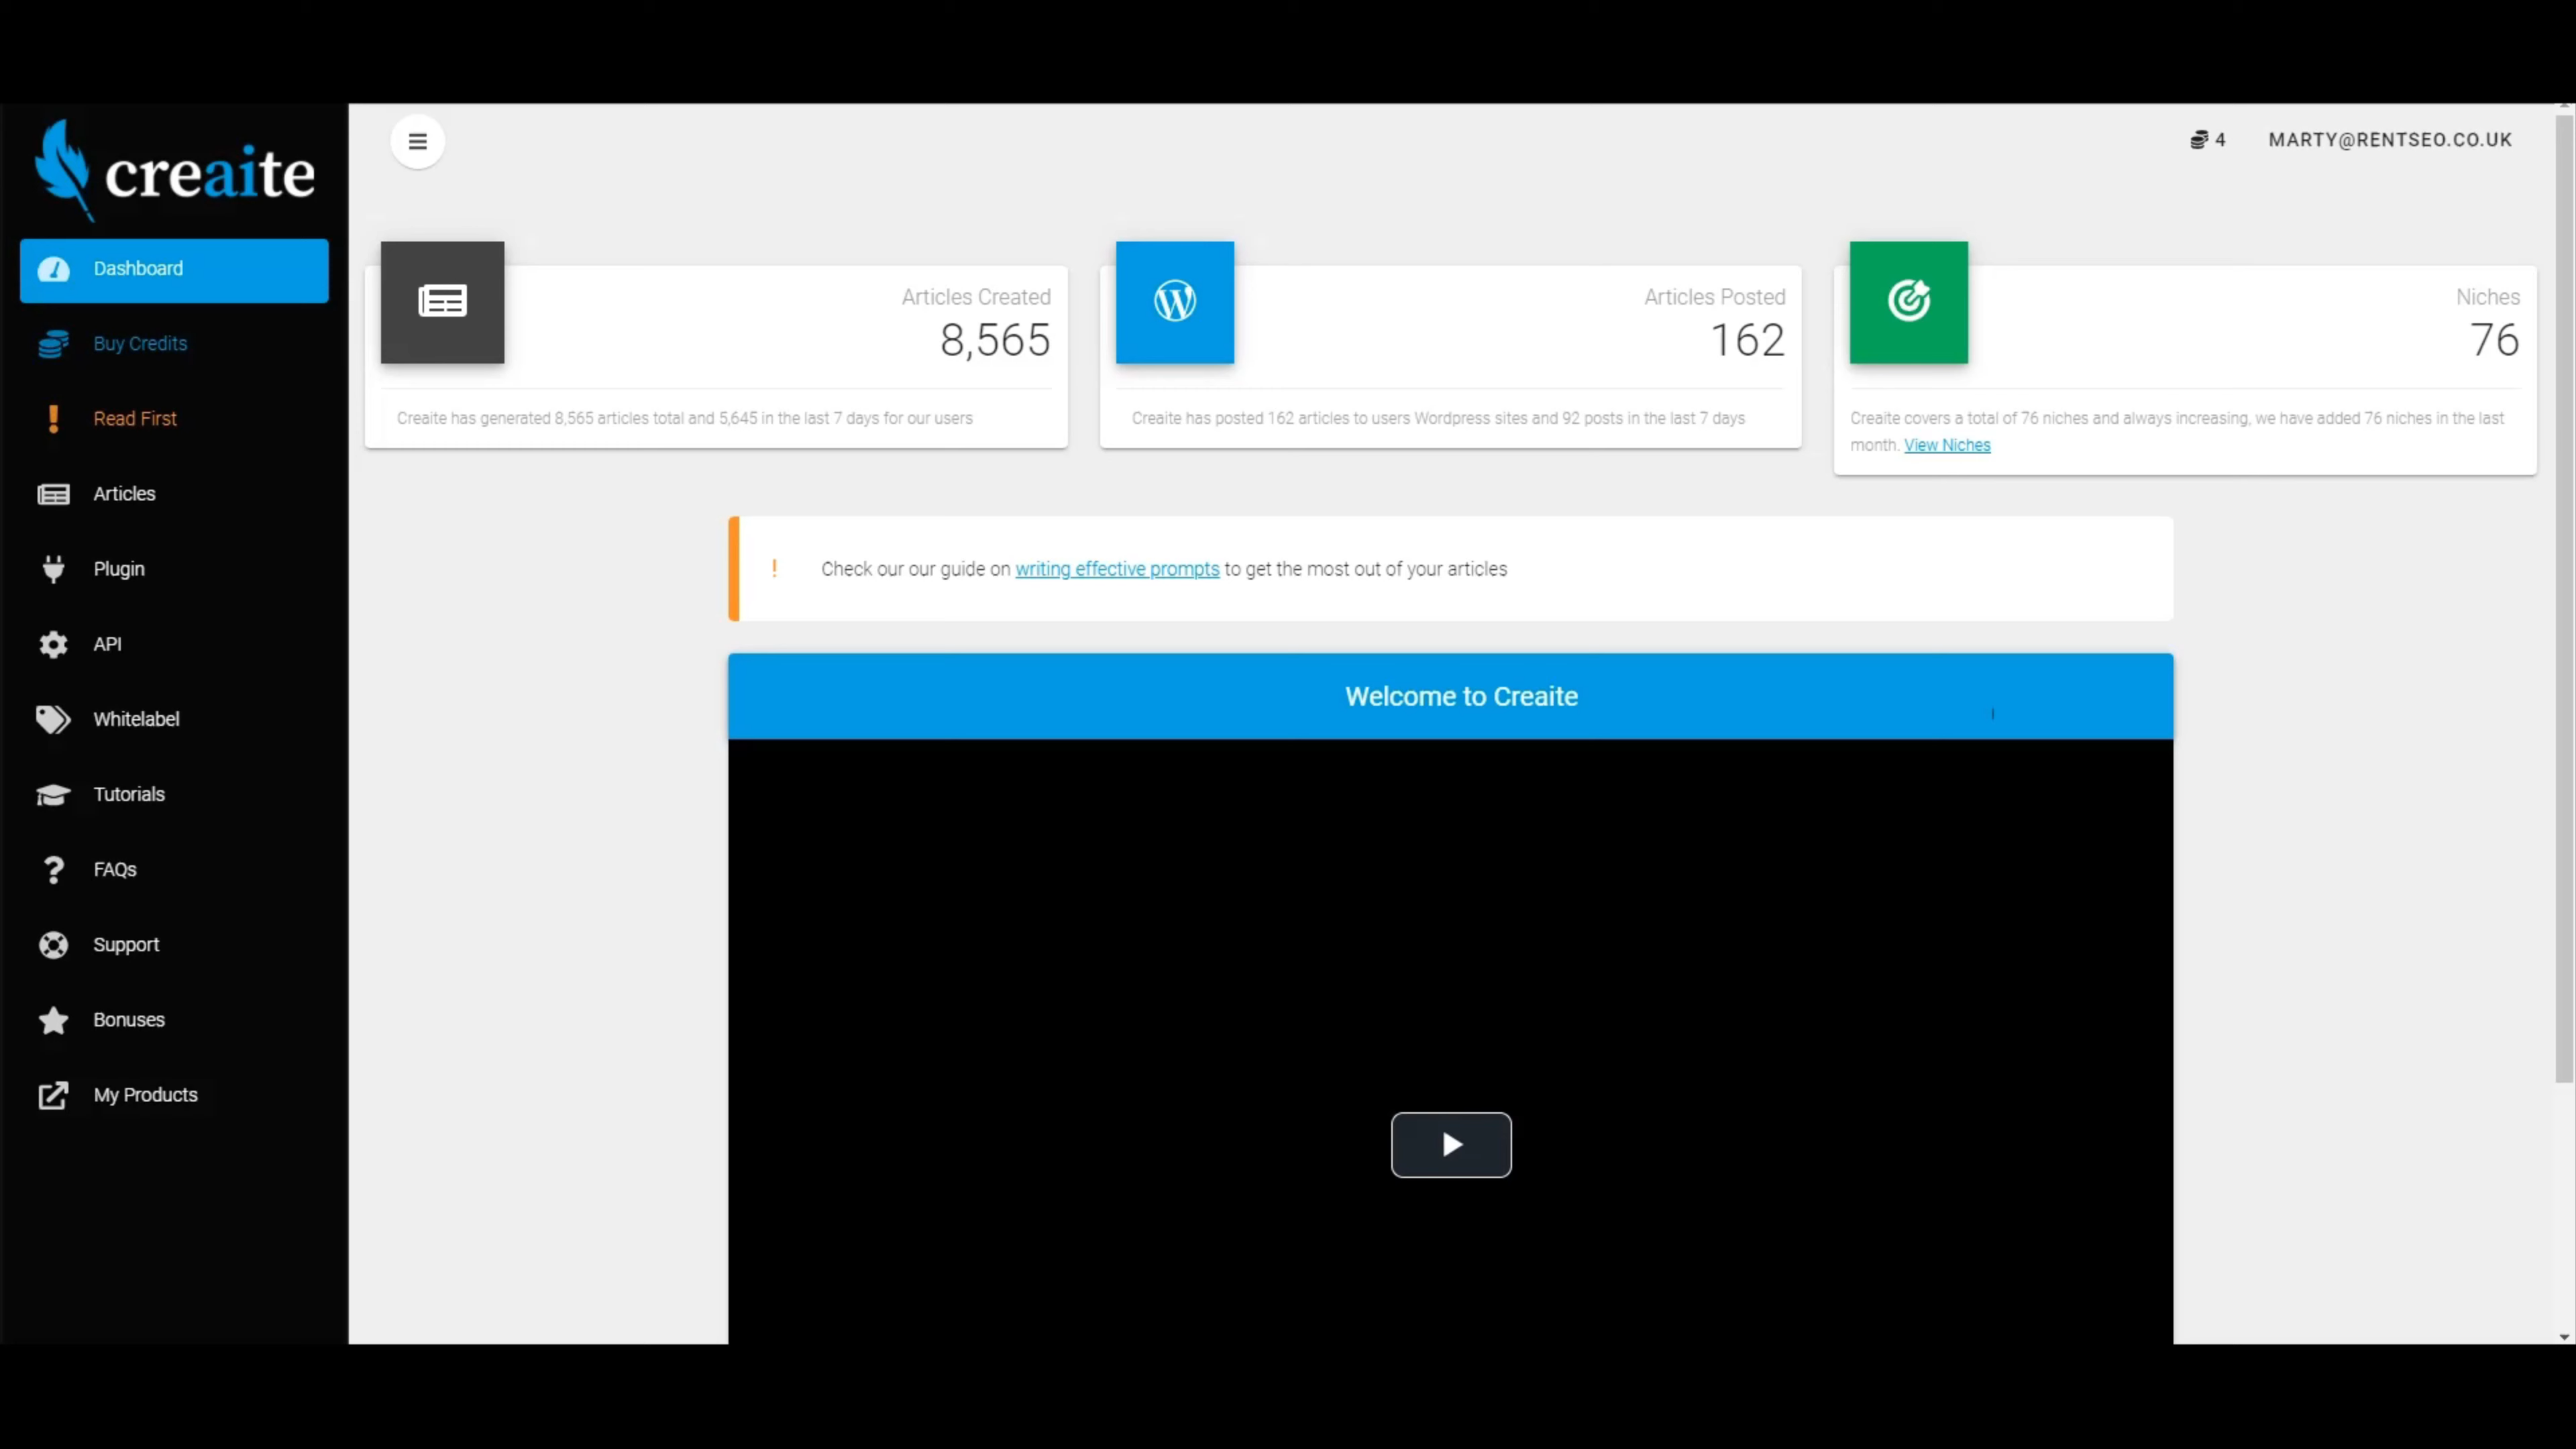 creaite
4
MARTY@RENTSEO.CO.UK
Dashboard
Buy Credits
Read First
Articles
Plugin
API
Whitelabel
Tutorials
FAQs
Support
Bonuses
My Products
Articles Created
8,565
Creaite has generated 8,565 articles total and 5,645 in the last 7 days for our users
Articles Posted
162
Creaite has posted 162 articles to users Wordpress sites and 92 posts in the last 7 days
Niches
76
Creaite covers a total of 76 niches and always increasing, we have added 76 niches in the last
month. View Niches
! Check our our guide on writing effective prompts to get the most out of your articles
Welcome to Creaite